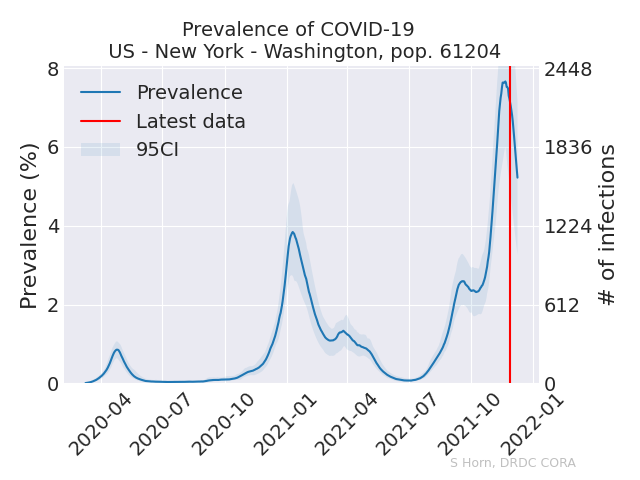 Prevalence of COVID-19
US - New York - Washington, pop. 61204
Prevalence
Latest data
95CI
8
6
4
2
0
2448
1836
1224
612
0
Prevalence (%)
# of infections
2020-04
2020-07
2020-10
2021-01
2021-04
2021-07
2021-10
2022-01
S Horn, DRDC CORA